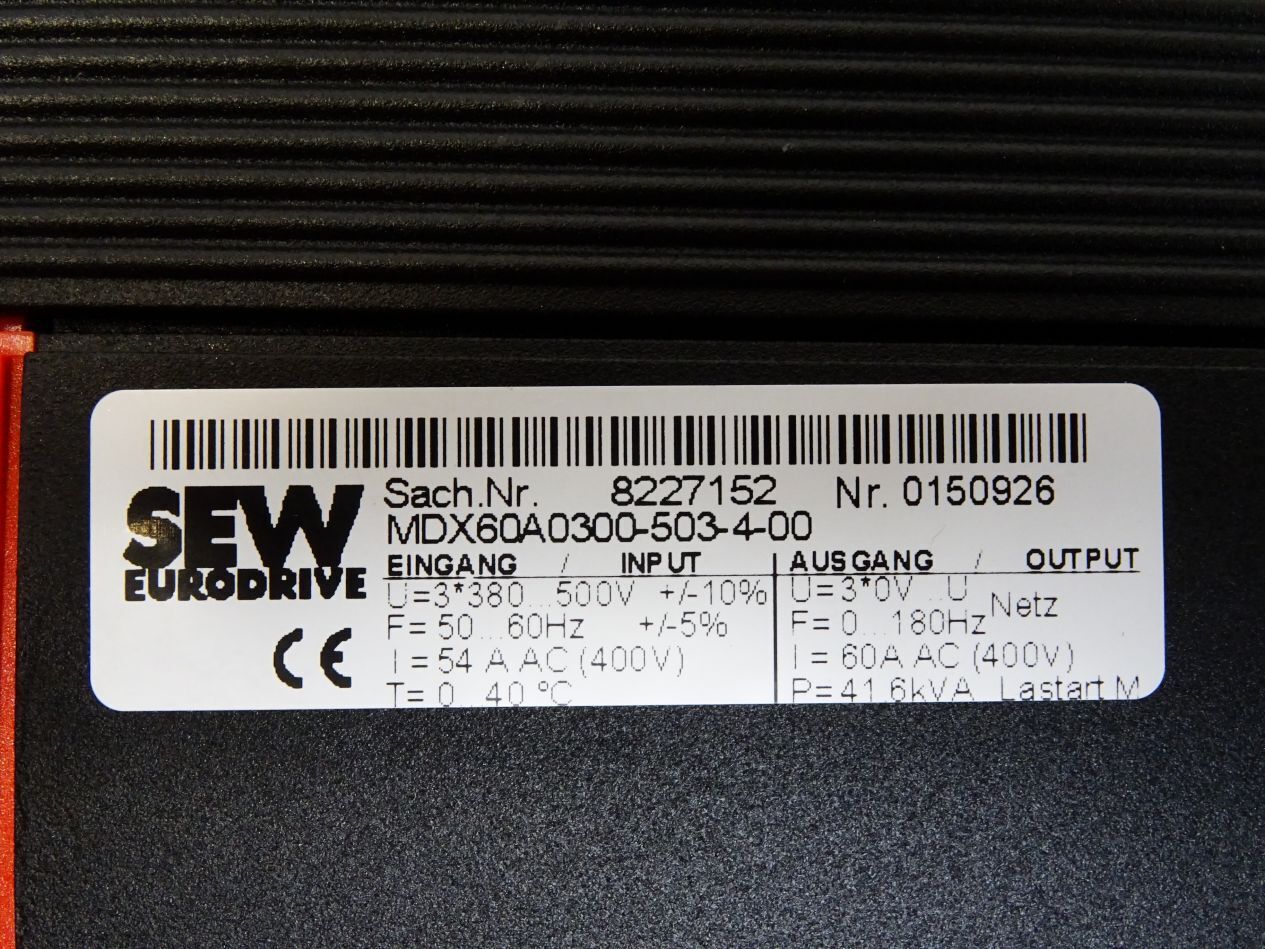 Sach.Nr. 8227152 Nr. 0150926
MDX60A0300-503-4-00
SEW
EURODRIVE
CE
EINGANG / INPUT
U=3*380...500V +/-10%
F= 50...60Hz +/-5%
I = 54 A AC (400V)
T= 0...40 °C
AUSGANG / OUTPUT
U=3*0V...U Netz
F= 0...180Hz
I = 60A AC (400V)
P=41.6kVA Lastart M